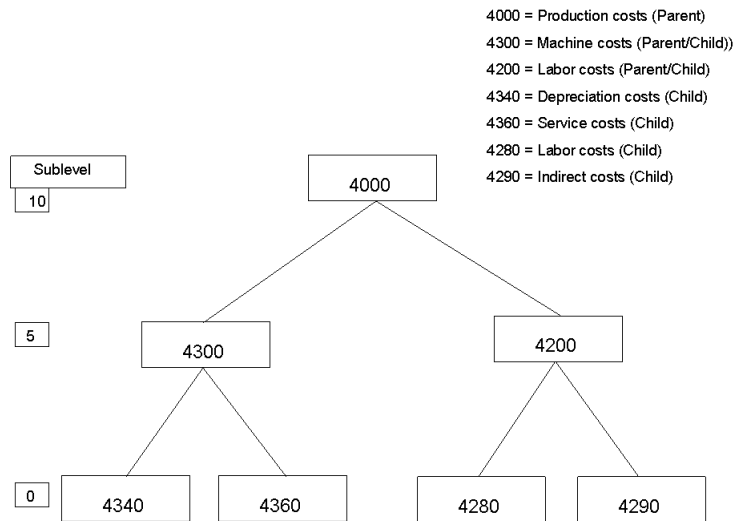 4000 = Production costs (Parent)
4300 = Machine costs (Parent/Child))
4200 = Labor costs (Parent/Child)
4340 = Depreciation costs (Child)
4360 = Service costs (Child)
4280 = Labor costs (Child)
4290 = Indirect costs (Child)
Sublevel
10
4000
5
4300
4200
0
4340
4360
4280
4290